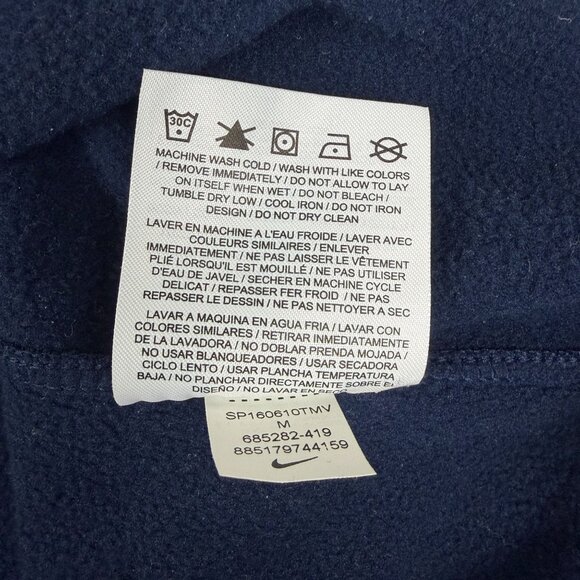 30C
MACHINE WASH COLD / WASH WITH LIKE COLORS
/ REMOVE IMMEDIATELY / DO NOT ALLOW TO LAY
ON ITSELF WHEN WET / DO NOT BLEACH /
TUMBLE DRY LOW / COOL IRON / DO NOT IRON
DESIGN / DO NOT DRY CLEAN
LAVER EN MACHINE A L'EAU FROIDE / LAVER AVEC
COULEURS SIMILAIRES / ENLEVER
IMMEDIATEMENT / NE PAS LAISSER LE VÊTEMENT
PLIÉ LORSQU'IL EST MOUILLÉ / NE PAS UTILISER
D'EAU DE JAVEL / SECHER EN MACHINE CYCLE
DELICAT / REPASSER FER FROID / NE PAS
REPASSER LE DESSIN / NE PAS NETTOYER A SEC
LAVAR A MAQUINA EN AGUA FRIA / LAVAR CON
COLORES SIMILARES / RETIRAR INMEDIATAMENTE
DE LA LAVADORA / NO DOBLAR PRENDA MOJADA /
NO USAR BLANQUEADORES / USAR SECADORA
CICLO LENTO / USAR PLANCHA TEMPERATURA
BAJA / NO PLANCHAR DIRECTAMENTE SOBRE EL
DISEÑO / NO LAVAR EN SECO
SP160610TMV
M
685282-419
885179744159